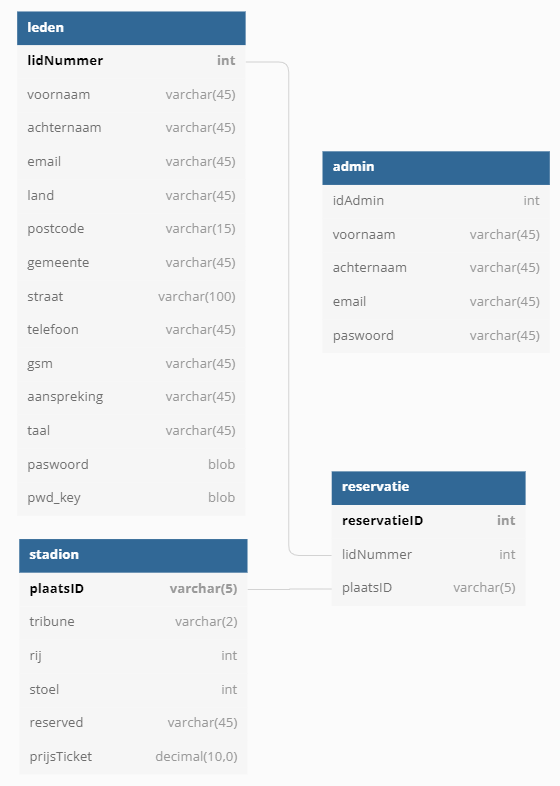 leden
lidNummer int
voornaam varchar(45)
achternaam varchar(45)
email varchar(45)
land varchar(45)
postcode varchar(15)
gemeente varchar(45)
straat varchar(100)
telefoon varchar(45)
gsm varchar(45)
aanspreking varchar(45)
taal varchar(45)
paswoord blob
pwd_key blob
admin
idAdmin int
voornaam varchar(45)
achternaam varchar(45)
email varchar(45)
paswoord varchar(45)
reservatie
reservatieID int
lidNummer int
plaatsID varchar(5)
stadion
plaatsID varchar(5)
tribune varchar(2)
rij int
stoel int
reserved varchar(45)
prijsTicket decimal(10,0)